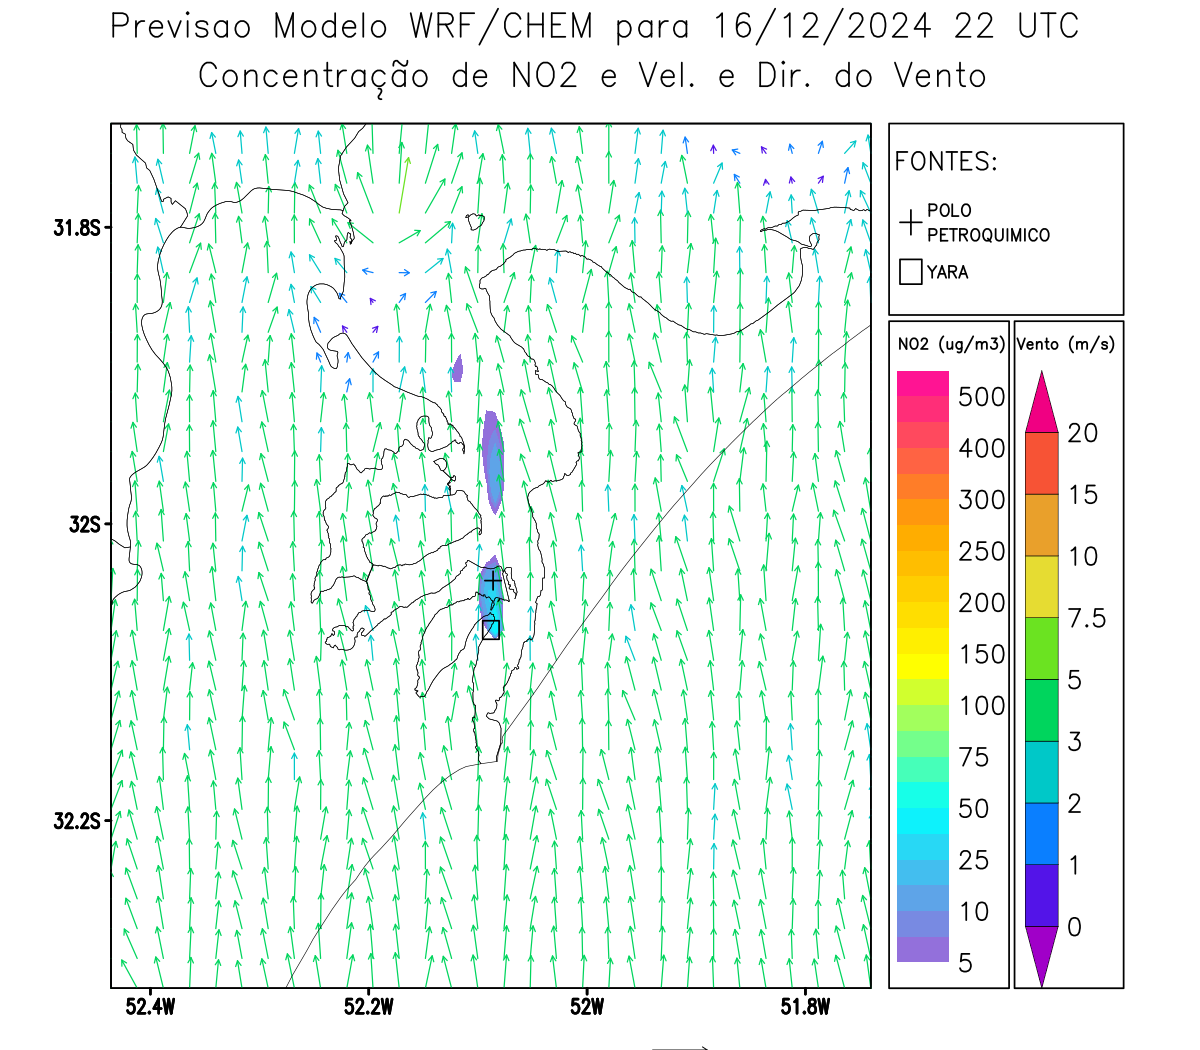 Previsao Modelo WRF/CHEM para 16/12/2024 22 UTC
Concentração de NO2 e Vel. e Dir. do Vento
FONTES:
POLO
PETROQUIMICO
YARA
NO2 (ug/m3)
500
400
300
250
200
150
100
75
50
25
10
5
Vento (m/s)
20
15
10
7.5
5
3
2
1
0
31.8S
32S
32.2S
52.4W
52.2W
52W
51.8W